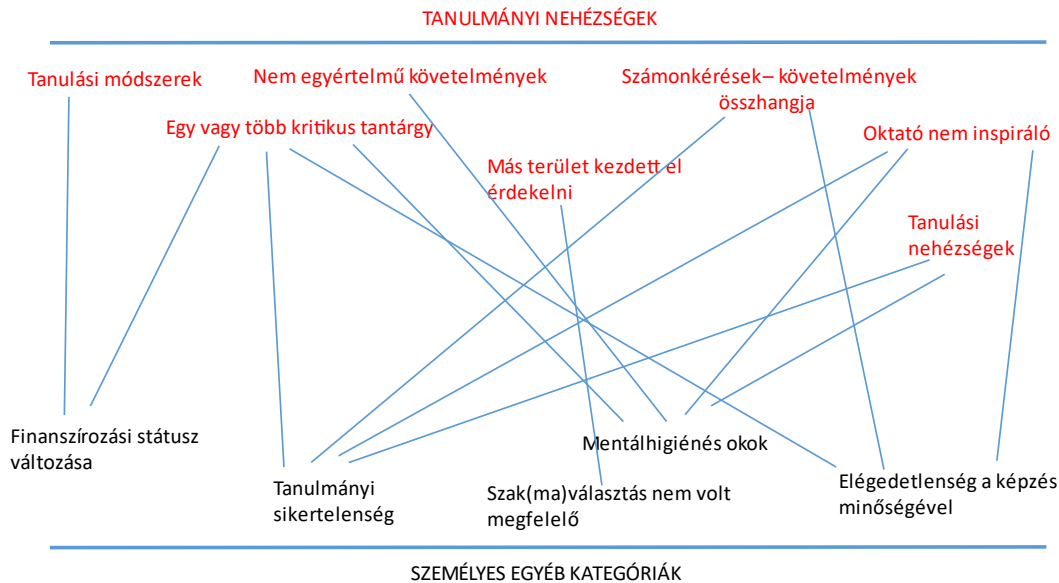 TANULMÁNYI NEHÉZSÉGEK
Tanulási módszerek
Nem egyértelmű követelmények
Számonkérések– követelmények
összhangja
Egy vagy több kritikus tantárgy
Oktató nem inspiráló
Más terület kezdett el
érdekelni
Tanulási
nehézségek
Finanszírozási státusz
változása
Mentálhigiénés okok
Tanulmányi
sikertelenség
Szak(ma)választás nem volt
megfelelő
Elégedetlenség a képzés
minőségével
SZEMÉLYES EGYÉB KATEGÓRIÁK